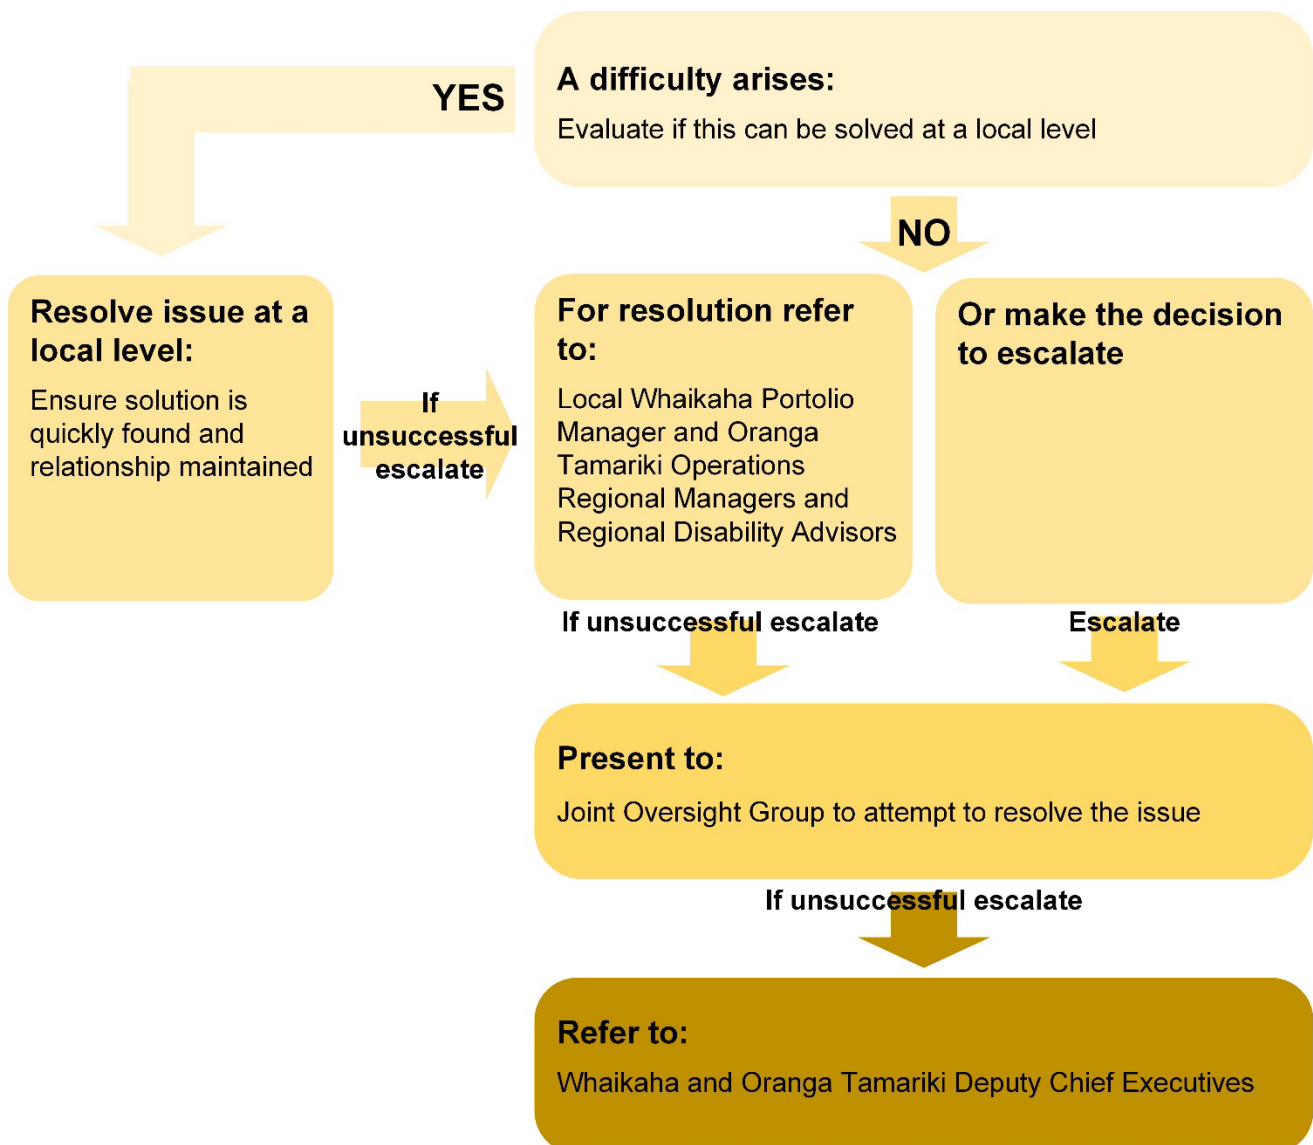 A difficulty arises:
Evaluate if this can be solved at a local level
YES
NO
Resolve issue at a
local level:
Ensure solution is
quickly found and
relationship maintained
If
unsuccessful
escalate
For resolution refer
to:
Local Whaikaha Portolio
Manager and Oranga
Tamariki Operations
Regional Managers and
Regional Disability Advisors
Or make the decision
to escalate
If unsuccessful escalate
Escalate
Present to:
Joint Oversight Group to attempt to resolve the issue
If unsuccessful escalate
Refer to:
Whaikaha and Oranga Tamariki Deputy Chief Executives